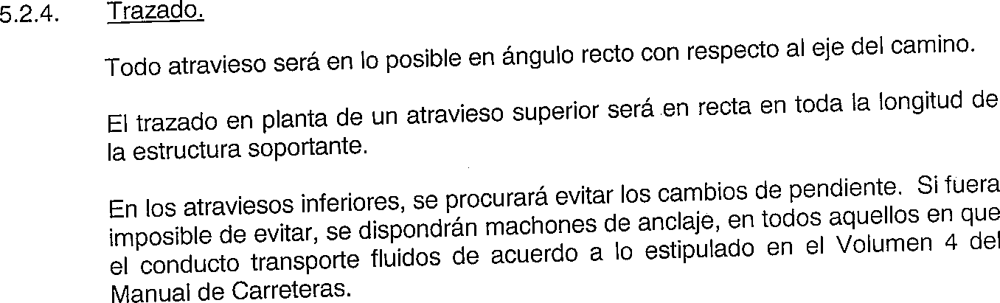 5.2.4. Trazado.
Todo atravieso será en lo posible en ángulo recto con respecto al eje del camino.
El trazado en planta de un atravieso superior será en recta en toda la longitud de
la estructura soportante.
En los atraviesos inferiores, se procurará evitar los cambios de pendiente. Si fuera
imposible de evitar, se dispondrán machones de anclaje, en todos aquellos en que
el conducto transporte fluidos de acuerdo a lo estipulado en el Volumen 4 del
Manual de Carreteras.